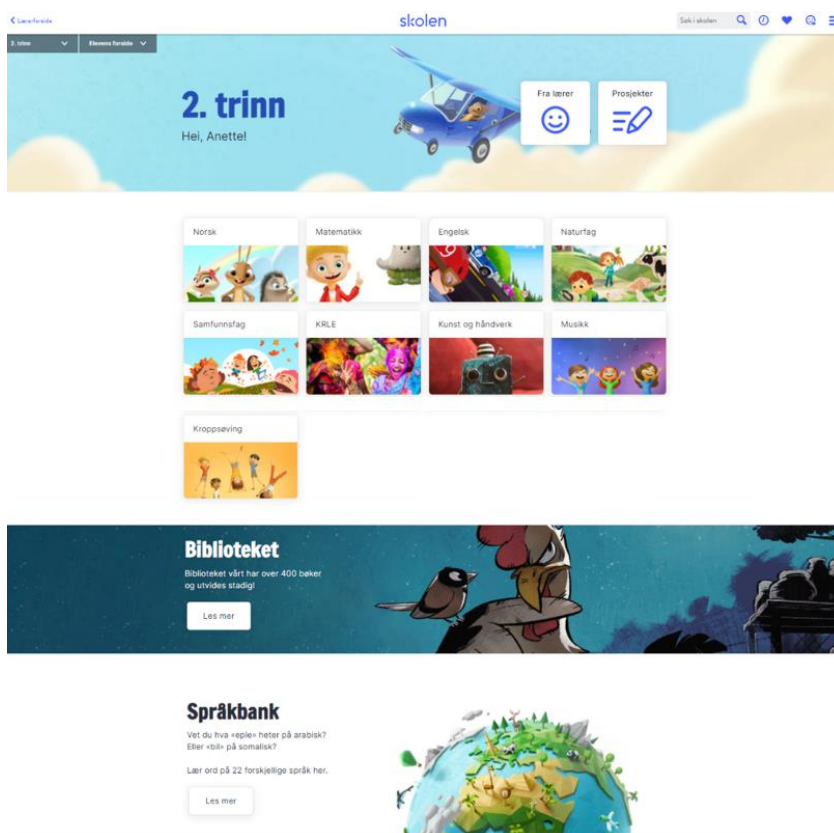 Lærerforside
skolen
Søk i skolen
2. trinn
Elevens forside
2. trinn
Hei, Anette!
Fra lærer
Prosjekter
Norsk
Matematikk
Engelsk
Naturfag
Samfunnsfag
KRLE
Kunst og håndverk
Musikk
Kroppsøving
Biblioteket
Biblioteket vårt har over 400 bøker
og utvides stadig!
Les mer
Språkbank
Vet du hva «eple» heter på arabisk?
Eller «bil» på somalisk?
Lær ord på 22 forskjellige språk her.
Les mer